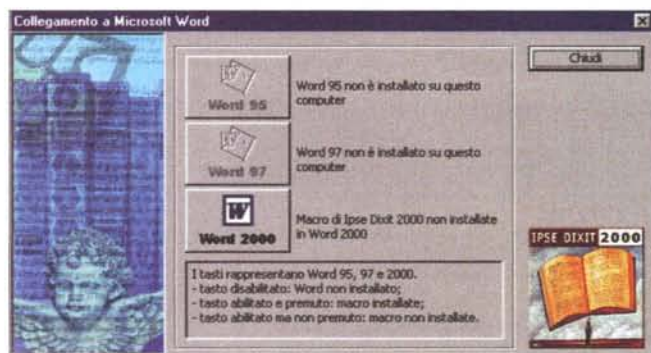 Collegamento a Microsoft Word
Chiudi
Word 95
Word 95 non è installato su questo
computer
Word 97
Word 97 non è installato su questo
computer
Word 2000
Macro di Ipse Dixit 2000 non installate
in Word 2000
I tasti rappresentano Word 95, 97 e 2000.
- tasto disabilitato: Word non installato;
- tasto abilitato e premuto: macro installate;
- tasto abilitato ma non premuto: macro non installate.
IPSE DIXIT 2000